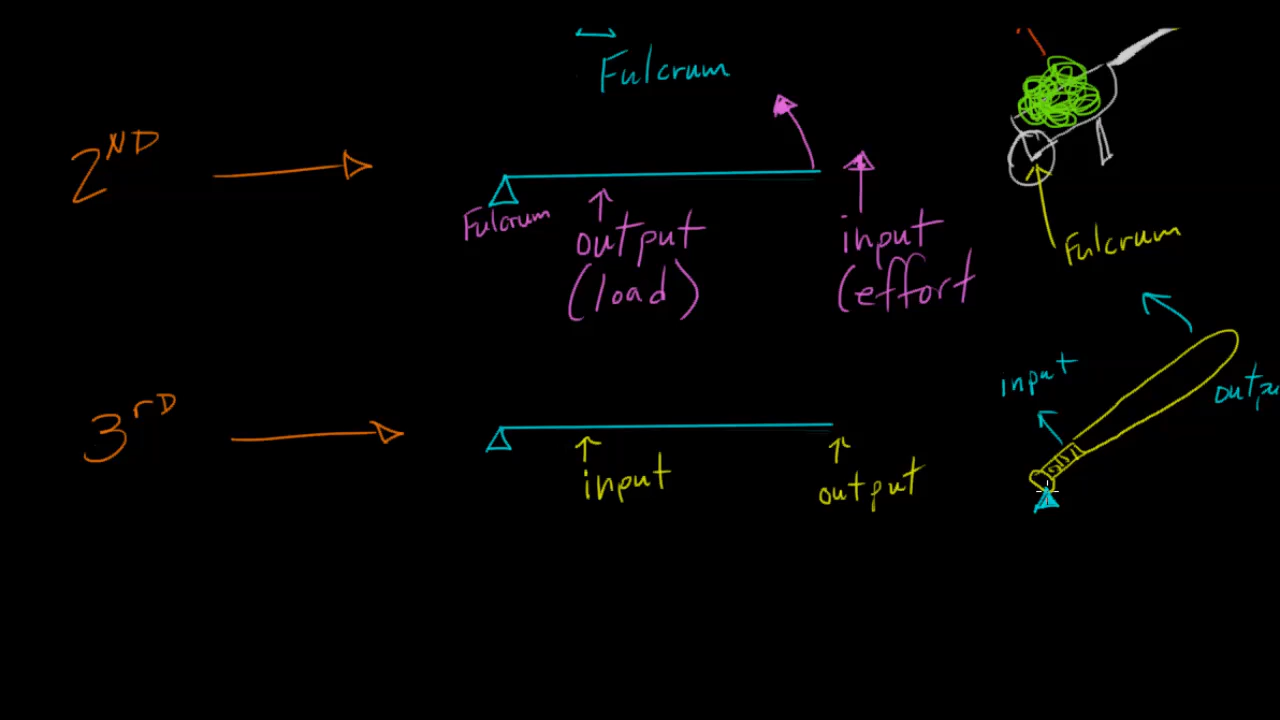 Fulcrum
2ND
Fulcrum
output
(load)
input
(effort
Fulcrum
3rD
input
output
input